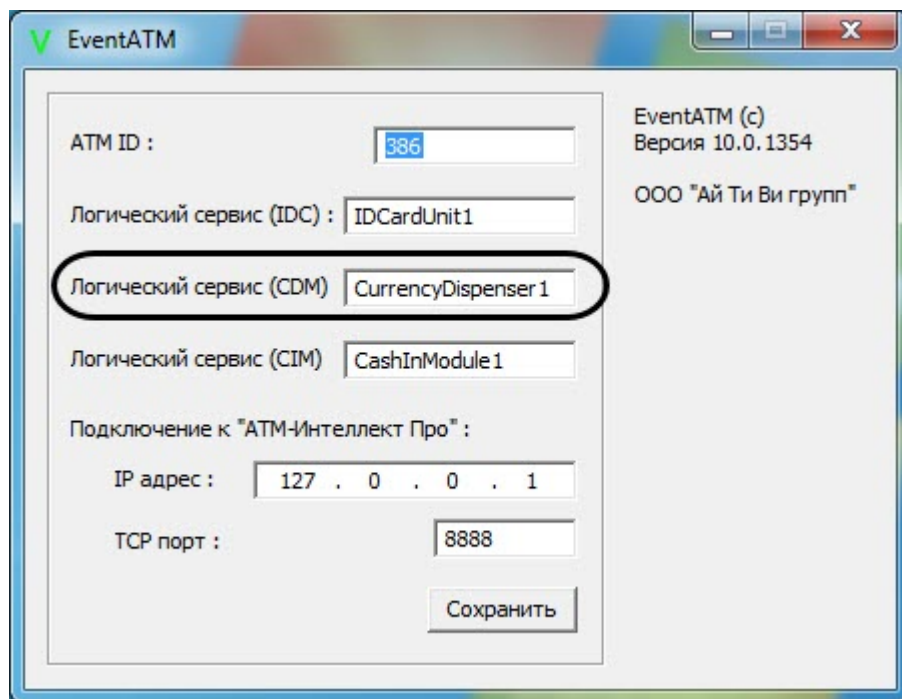 EventATM
ATM ID : 386
Логический сервис (IDC) : IDCardUnit1
Логический сервис (CDM) CurrencyDispenser1
Логический сервис (CIM) CashInModule1
Подключение к "АТМ-Интеллект Про" :
IP адрес : 127 . 0 . 0 . 1
TCP порт : 8888
Сохранить
EventATM (c)
Версия 10.0.1354
ООО "Ай Ти Ви групп"